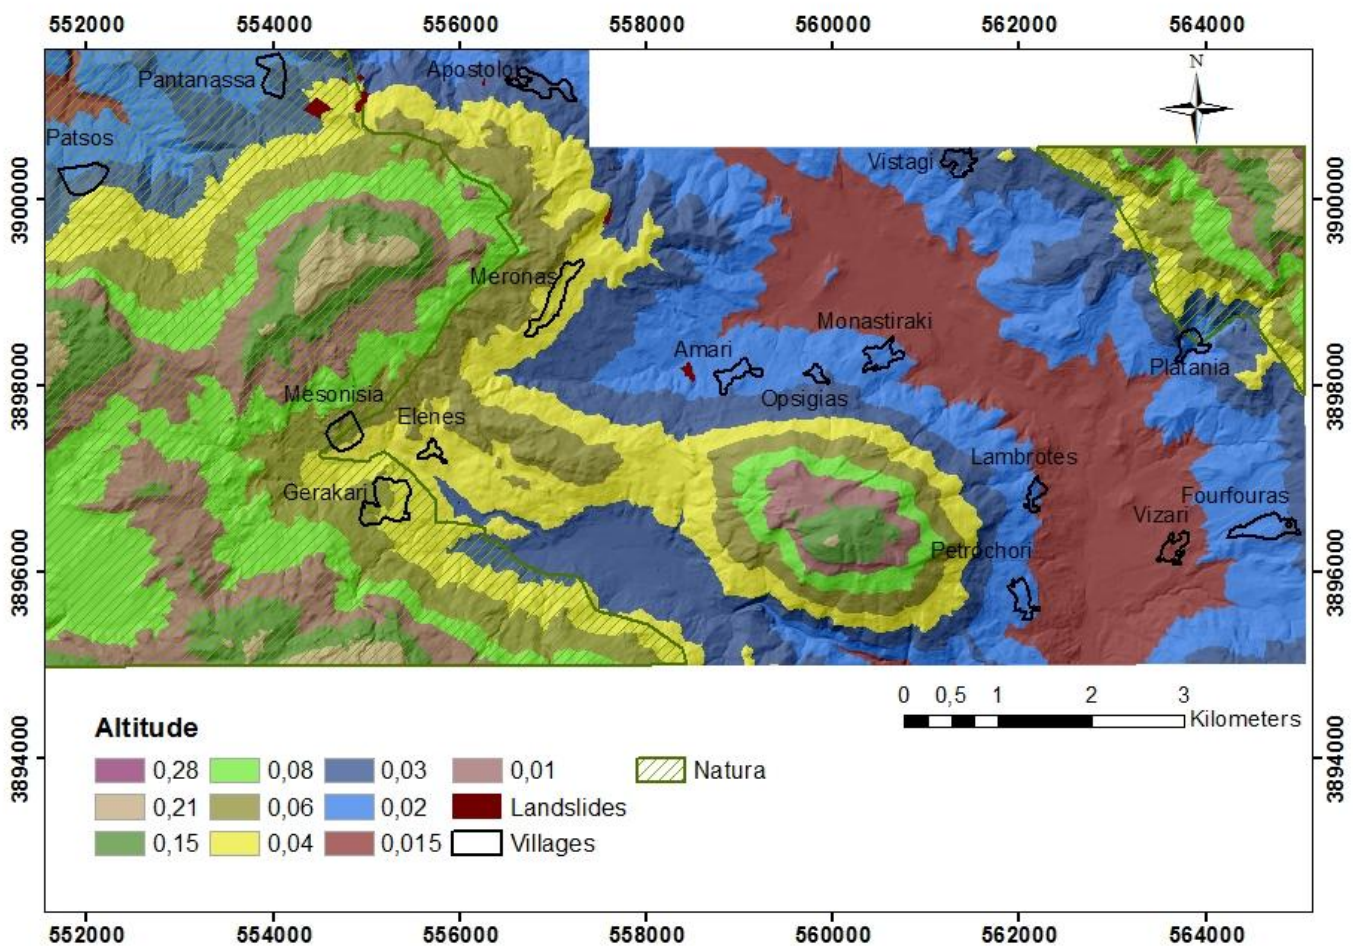 552000 554000 556000 558000 560000 562000 564000
N
Pantanassa
Apostoloi
Patsos
Vistagi
3900000
3900000
Meronas
Monastiraki
Amari
Platania
3898000
3898000
Mesonisia
Opsigias
Elenes
Lambrotes
Gerakari
Fourfouras
Vizari
Petrochori
3896000
3896000
0 0,5 1 2 3
Kilometers
Altitude
3894000
3894000
0,28 0,08 0,03 0,01 Natura
0,21 0,06 0,02 Landslides
0,15 0,04 0,015 Villages
552000 554000 556000 558000 560000 562000 564000